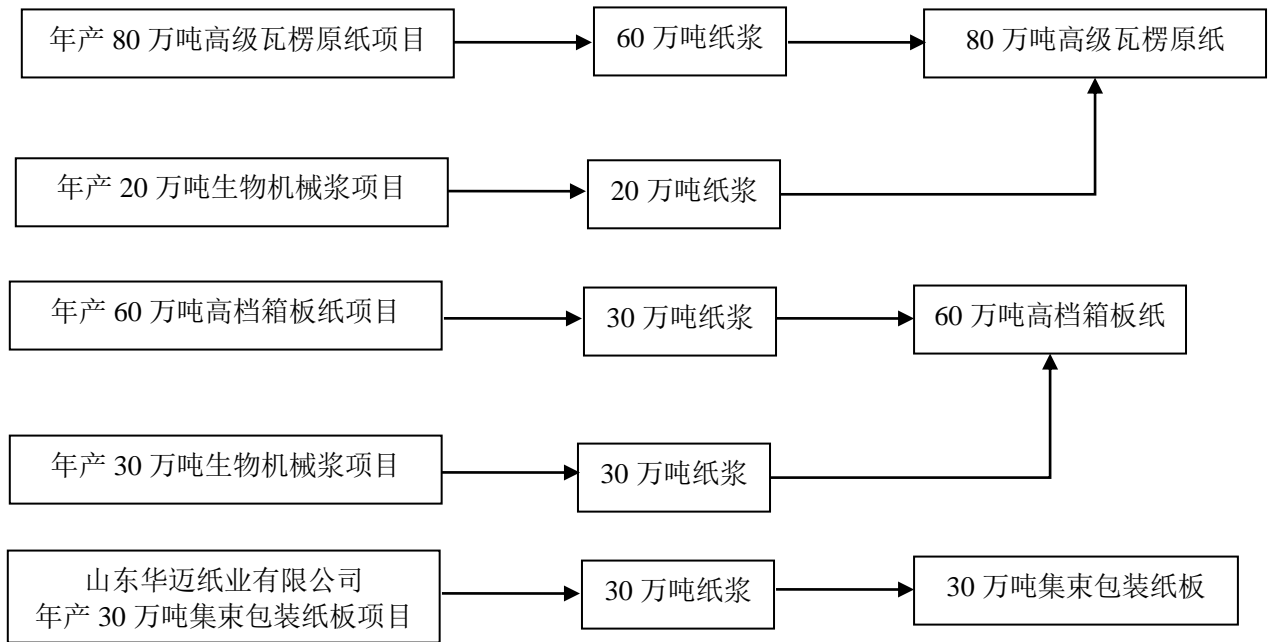 年产 80 万吨高级瓦楞原纸项目
60 万吨纸浆
80 万吨高级瓦楞原纸
年产 20 万吨生物机械浆项目
20 万吨纸浆
年产 60 万吨高档箱板纸项目
30 万吨纸浆
60 万吨高档箱板纸
年产 30 万吨生物机械浆项目
30 万吨纸浆
山东华迈纸业有限公司
年产 30 万吨集束包装纸板项目
30 万吨纸浆
30 万吨集束包装纸板